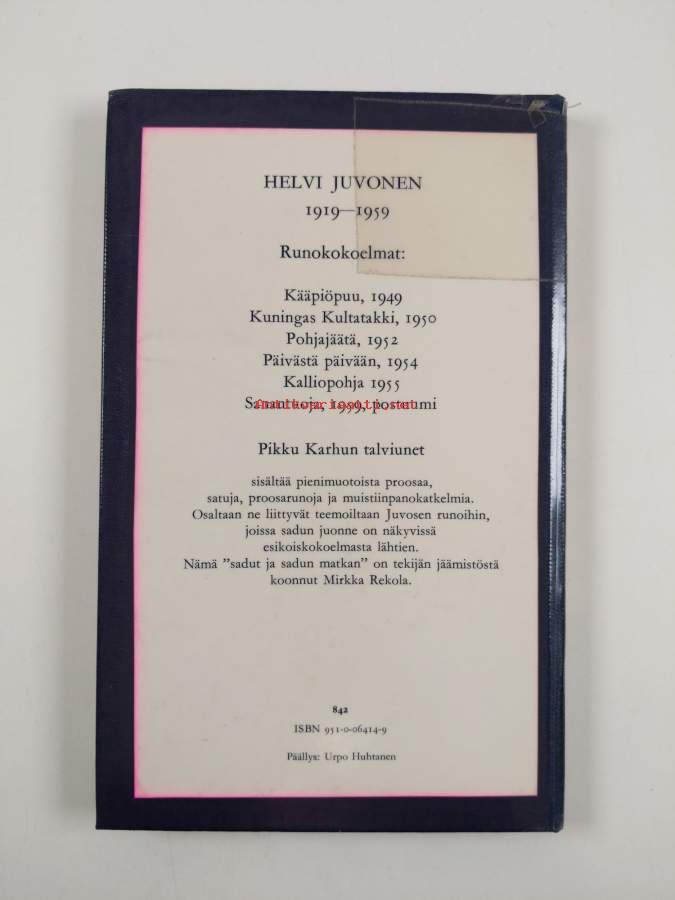 HELVI JUVONEN
1919—1959
Runokokoelmat:
Kääpiöpuu, 1949
Kuningas Kultatakki, 1950
Pohjajäätä, 1952
Päivästä päivään, 1954
Kalliopohja 1955
1959, postuumi
Pikku Karhun talviunet
sisältää pienimuotoista proosaa,
satuja, proosarunoja ja muistiinpanokatkelmia.
Osaltaan ne liittyvät teemoiltaan Juvosen runoihin,
joissa sadun juonne on näkyvissä
esikoiskokoelmasta lähtien.
Nämä ”sadut ja sadun matkan” on tekijän jäämistöstä
koonnut Mirkka Rekola.
842
ISBN 951-0-06414-9
Päällys: Urpo Huhtanen